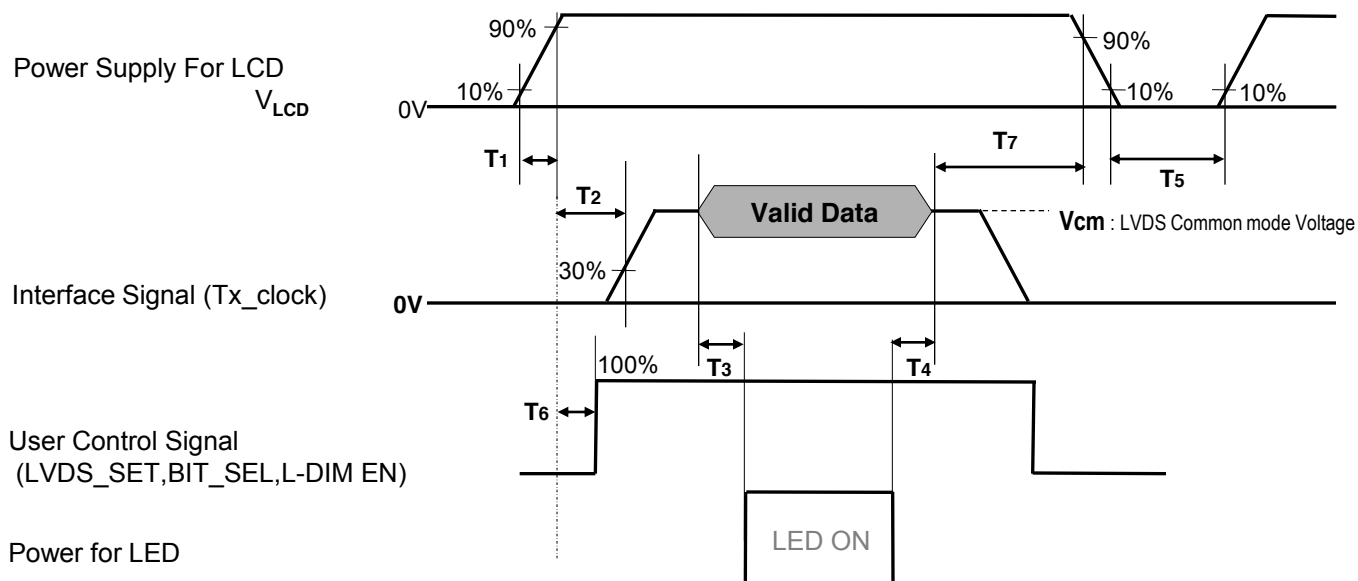 90%
90%
Power Supply For LCD
VLCD
10%
10%
10%
0V
T1
T7
T5
T2
Valid Data
Vcm : LVDS Common mode Voltage
30%
Interface Signal (Tx_clock)
0V
T3
T4
100%
T6
User Control Signal
(LVDS_SET,BIT_SEL,L-DIM EN)
LED ON
Power for LED